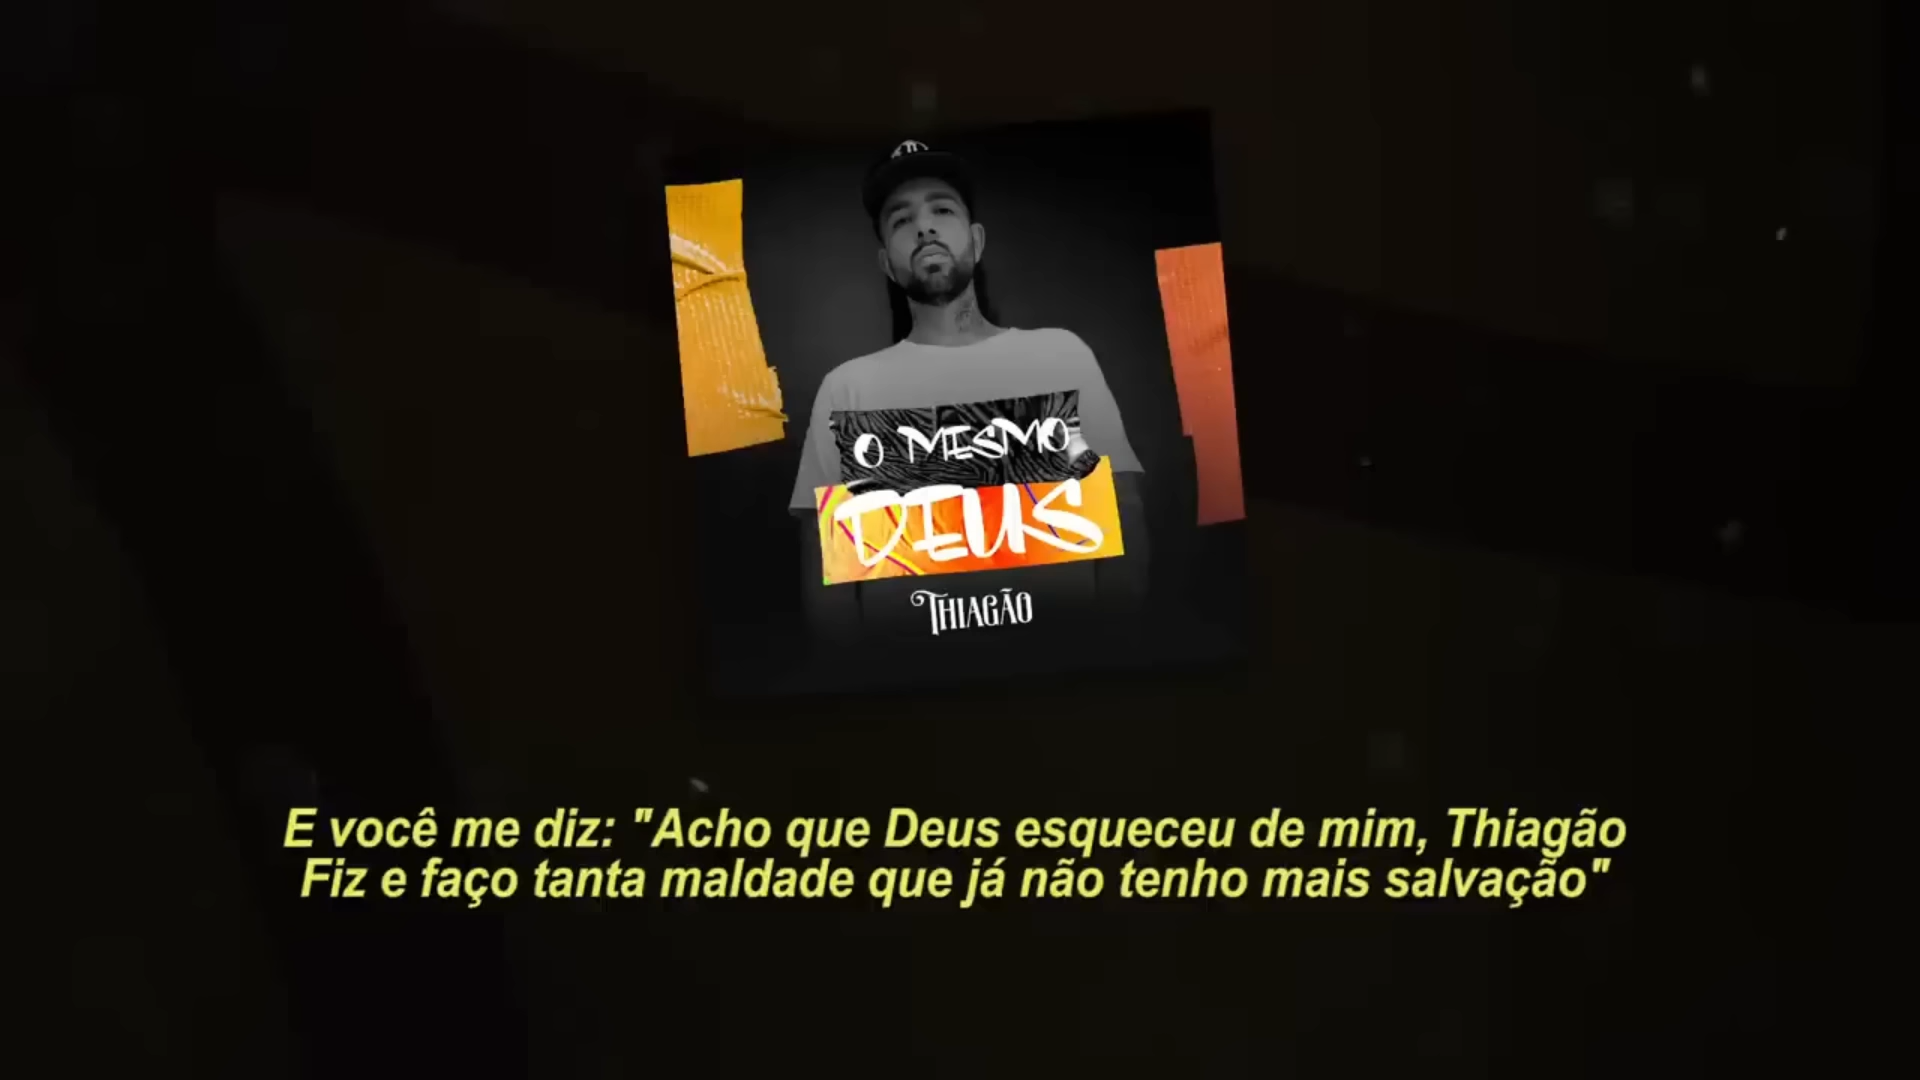 O MESMO
DEUS
THIAGÃO
E você me diz: "Acho que Deus esqueceu de mim, Thiagão
Fiz e faço tanta maldade que já não tenho mais salvação"